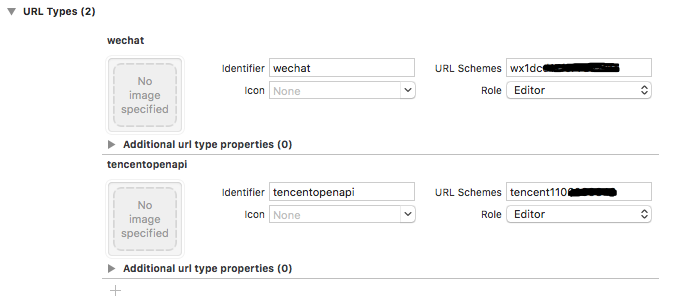 URL Types (2)
wechat
No image specified
Identifier wechat URL Schemes wx1dc
Icon None Role Editor
Additional url type properties (0)
tencentopenapi
No image specified
Identifier tencentopenapi URL Schemes tencent110
Icon None Role Editor
Additional url type properties (0)